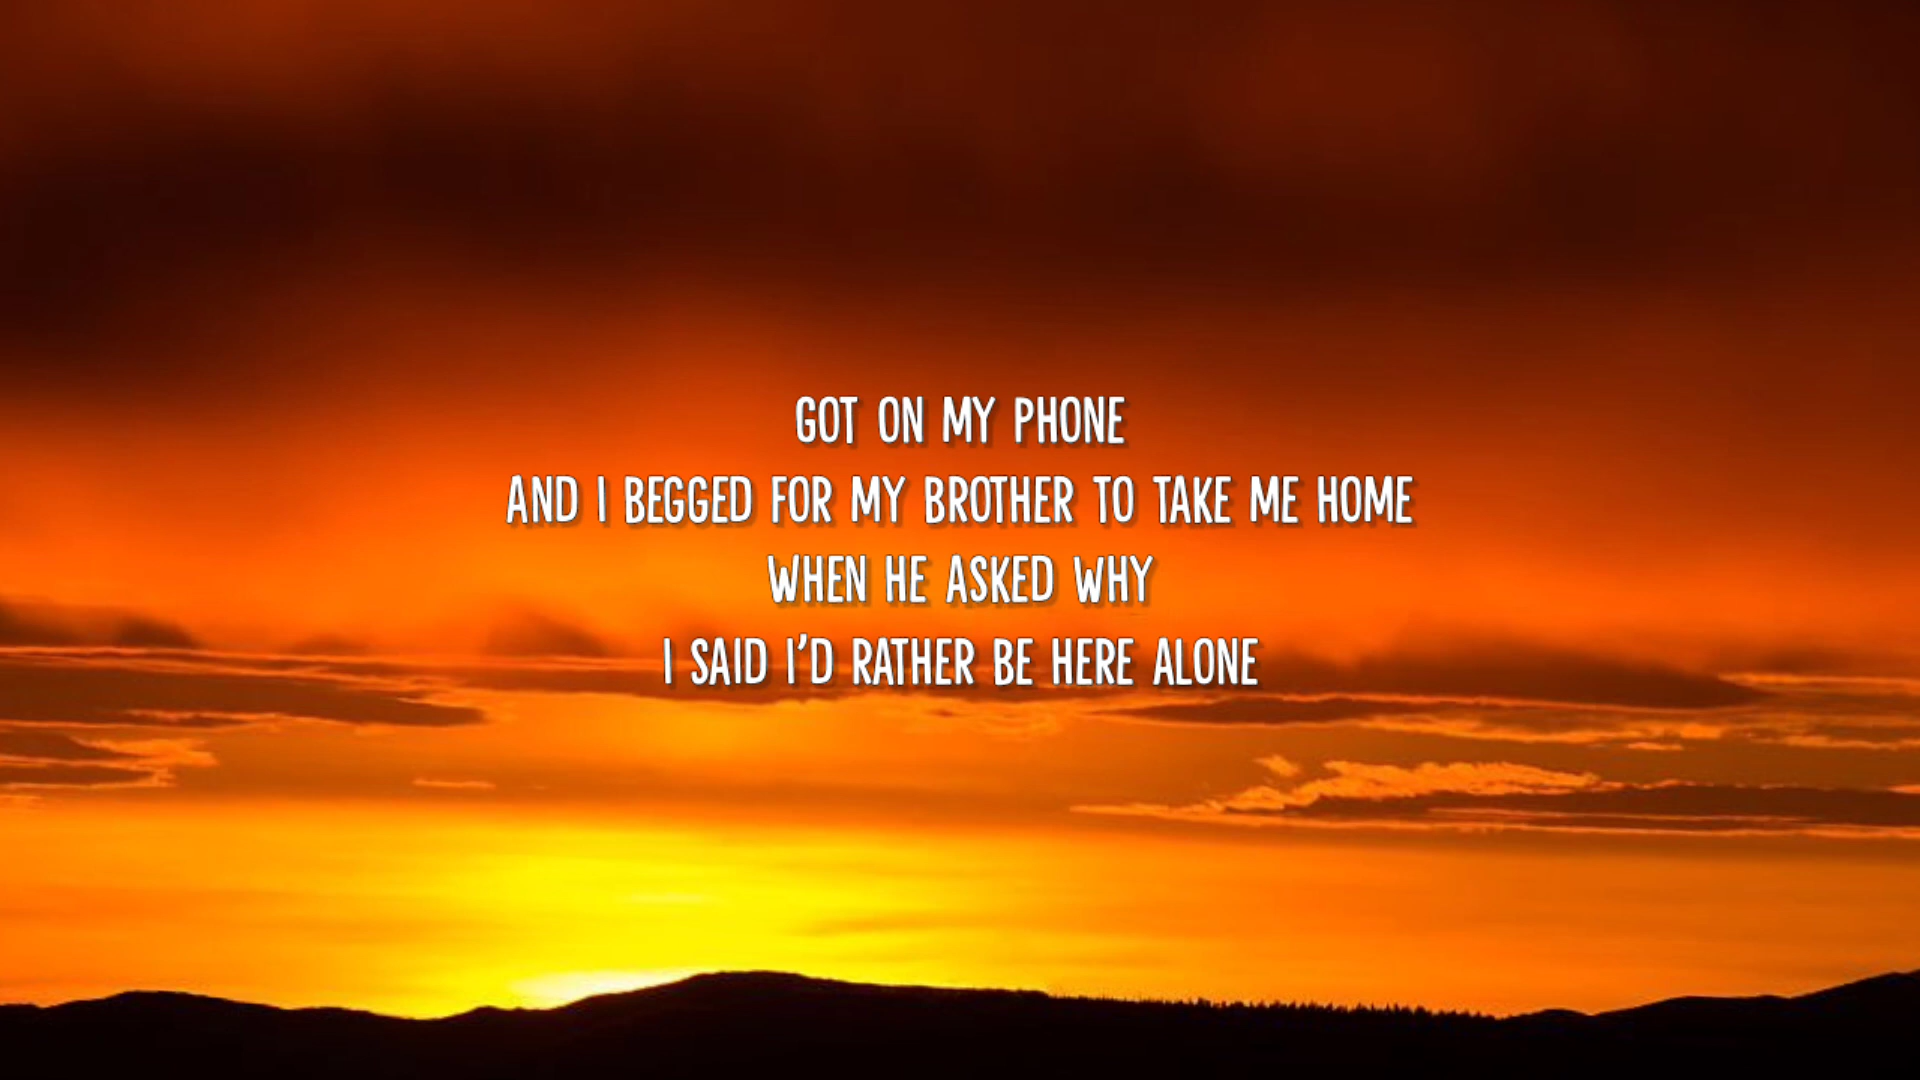 GOT ON MY PHONE
AND I BEGGED FOR MY BROTHER TO TAKE ME HOME
WHEN HE ASKED WHY
I SAID I'D RATHER BE HERE ALONE